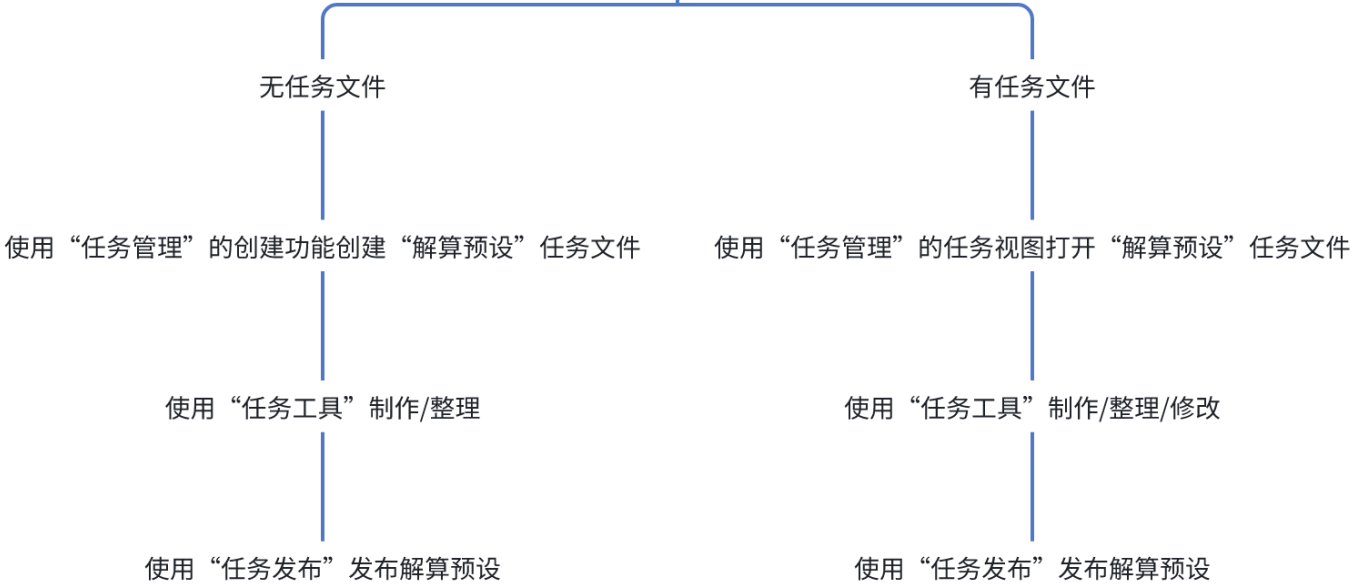 无任务文件
有任务文件
使用“任务管理”的创建功能创建“解算预设”任务文件
使用“任务管理”的任务视图打开“解算预设”任务文件
使用“任务工具”制作/整理
使用“任务工具”制作/整理/修改
使用“任务发布”发布解算预设
使用“任务发布”发布解算预设